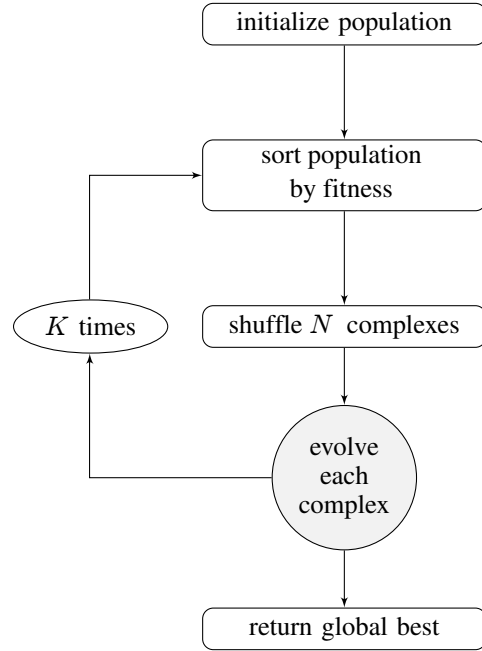 initialize population
sort population
by fitness
K times
shuffle N complexes
evolve
each
complex
return global best